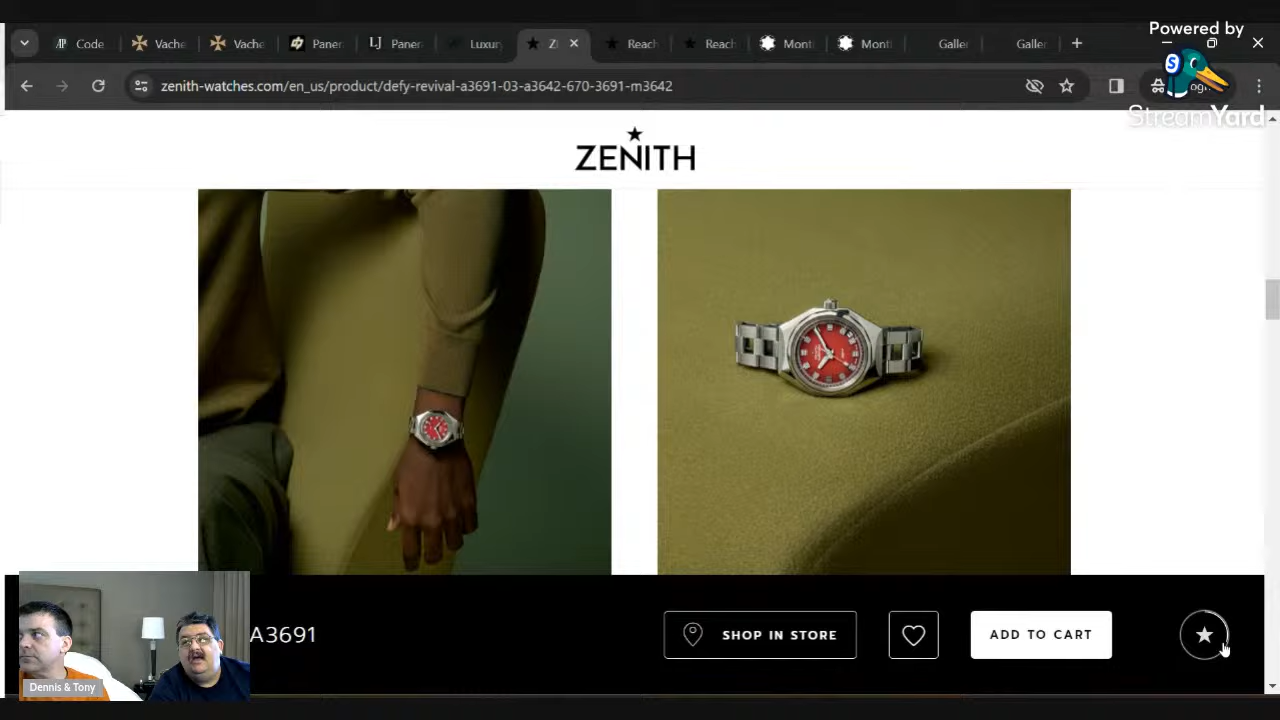 Powered by
StreamYard
Code
Vache
Vache
Paner
LJ Paner
Luxur
Reach
Reach
Mont
Mont
Galler
Galler
zenith-watches.com/en_us/product/defy-revival-a3691-03-a3642-670-3691-m3642
ZENITH
A3691
SHOP IN STORE
ADD TO CART
Dennis & Tony